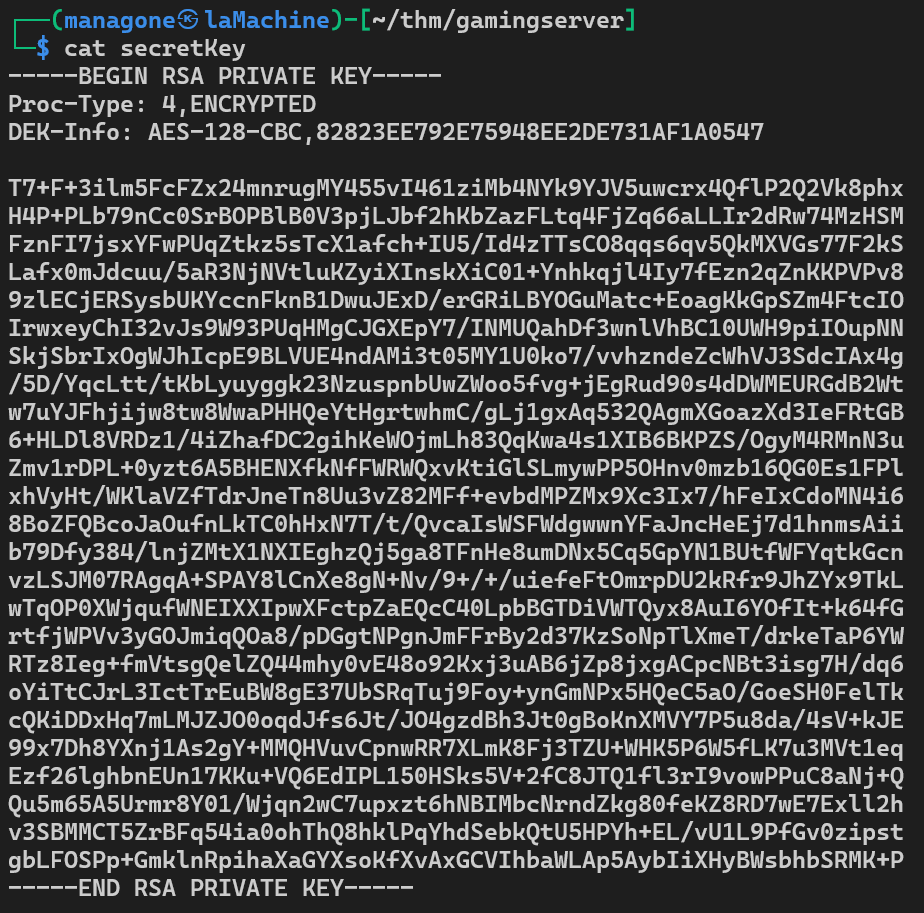 ┌──(managone㉿laMachine)-[~/thm/gamingserver]
└─$ cat secretKey
-----BEGIN RSA PRIVATE KEY-----
Proc-Type: 4,ENCRYPTED
DEK-Info: AES-128-CBC,82823EE792E75948EE2DE731AF1A0547

T7+F+3ilm5FcFZx24mnrugMY455vI461ziMb4NYk9YJV5uwcrx4QflP2Q2Vk8phx
H4P+PLb79nCc0SrBOPBlB0V3pjLJbf2hKbZazFLtq4FjZq66aLLIr2dRw74MzHSM
FznFI7jsxYFwPUqZtkz5sTcX1afch+IU5/Id4zTTsCO8qqs6qv5QkMXVGs77F2kS
Lafx0mJdcuu/5aR3NjNVtluKZyiXInskXiC01+Ynhkqjl4Iy7fEzn2qZnKKPVPv8
9zlECjERSysbUKYccnFknB1DwuJExD/erGRiLBYOGuMatc+EoagKkGpSZm4FtcIO
IrwxeyChI32vJs9W93PUqHMgCJGXEpY7/INMUQahDf3wnlVhBC10UWH9piIOupNN
SkjSbrIxOgWJhIcpE9BLVUE4ndAMi3t05MY1U0ko7/vvhzndeZcWhVJ3SdcIAx4g
/5D/YqcLtt/tKbLyuyggk23NzuspnbUwZWoo5fvg+jEgRud90s4dDWMEURGdB2Wt
w7uYJFhjijw8tw8WwaPHHQeYtHgrtwhmC/gLj1gxAq532QAgmXGoazXd3IeFRtGB
6+HLDl8VRDz1/4iZhafDC2gihKeWOjmLh83QqKwa4s1XIB6BKPZS/OgyM4RMnN3u
Zmv1rDPL+0yzt6A5BHENXfkNfFWRWQxvKtiGlSLmywPP5OHnv0mzb16QG0Es1FPl
xhVyHt/WKlaVZfTdrJneTn8Uu3vZ82MFf+evbdMPZMx9Xc3Ix7/hFeIxCdoMN4i6
8BoZFQBcoJaOufnLkTC0hHxN7T/t/QvcaIsWSFWdgwwnYFaJncHeEj7d1hnmsAii
b79Dfy384/lnjZMtX1NXIEghzQj5ga8TFnHe8umDNx5Cq5GpYN1BUtfWFYqtkGcn
vzLSJM07RAgqA+SPAY8lCnXe8gN+Nv/9+/+/uiefeFtOmrpDU2kRfr9JhZYx9TkL
wTqOP0XWjqufWNEIXXIpwXFctpZaEQcC40LpbBGTDiVWTQyx8AuI6YOfIt+k64fG
rtfjWPVv3yGOJmiqQOa8/pDGgtNPgnJmFFrBy2d37KzSoNpTlXmeT/drkeTaP6YW
RTz8Ieg+fmVtsgQelZQ44mhy0vE48o92Kxj3uAB6jZp8jxgACpcNBt3isg7H/dq6
oYiTtCJrL3IctTrEuBW8gE37UbSRqTuj9Foy+ynGmNPx5HQeC5aO/GoeSH0FelTk
cQKiDDxHq7mLMJZJO0oqdJfs6Jt/JO4gzdBh3Jt0gBoKnXMVY7P5u8da/4sV+kJE
99x7Dh8YXnj1As2gY+MMQHVuvCpnwRR7XLmK8Fj3TZU+WHK5P6W5fLK7u3MVt1eq
Ezf26lghbnEUn17KKu+VQ6EdIPL150HSks5V+2fC8JTQ1fl3rI9vowPPuC8aNj+Q
Qu5m65A5Urmr8Y01/Wjqn2wC7upxzt6hNBIMbcNrndZkg80feKZ8RD7wE7Exll2h
v3SBMMCT5ZrBFq54ia0ohThQ8hklPqYhdSebkQtU5HPYh+EL/vU1L9PfGv0zipst
gbLFOSPp+GmklnRpihaXaGYXsoKfXvAxGCVIhbaWLAp5AybIiXHyBWsbhbSRMK+P
-----END RSA PRIVATE KEY-----